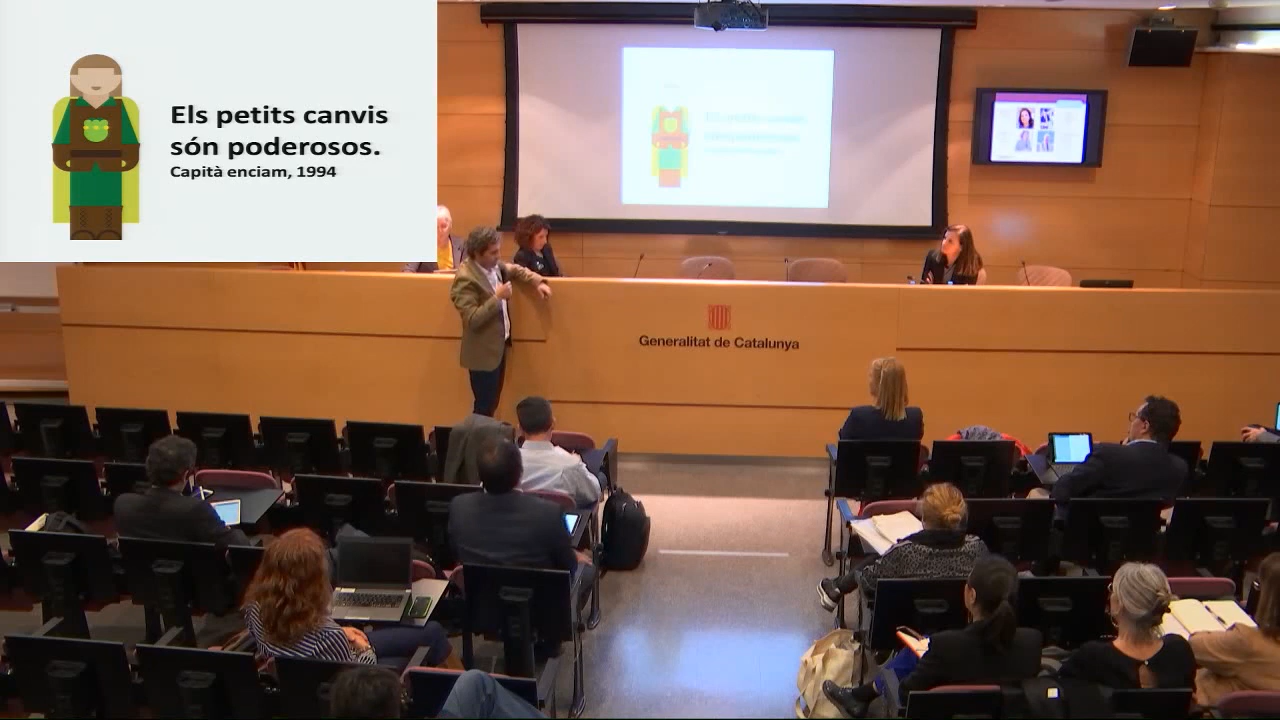 Els petits canvis
són poderosos.
Capità enciam, 1994
Generalitat de Catalunya